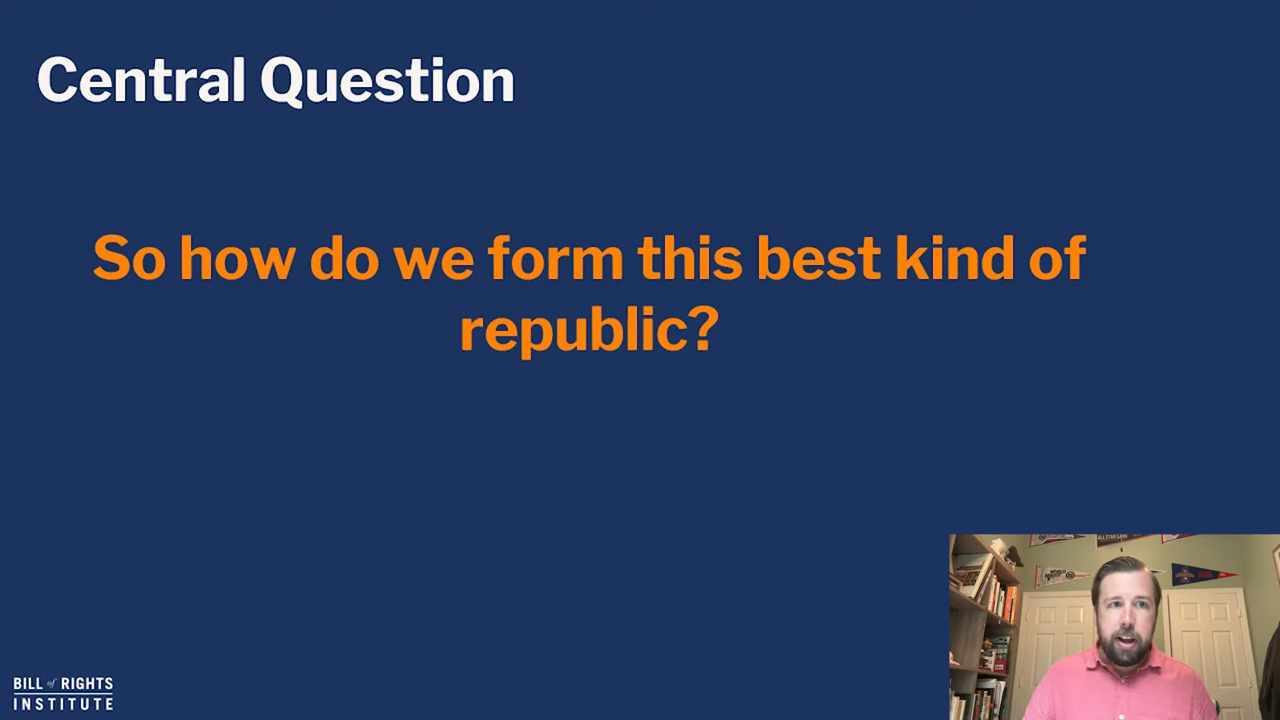 Central Question
So how do we form this best kind of
republic?
BILL of RIGHTS
INSTITUTE